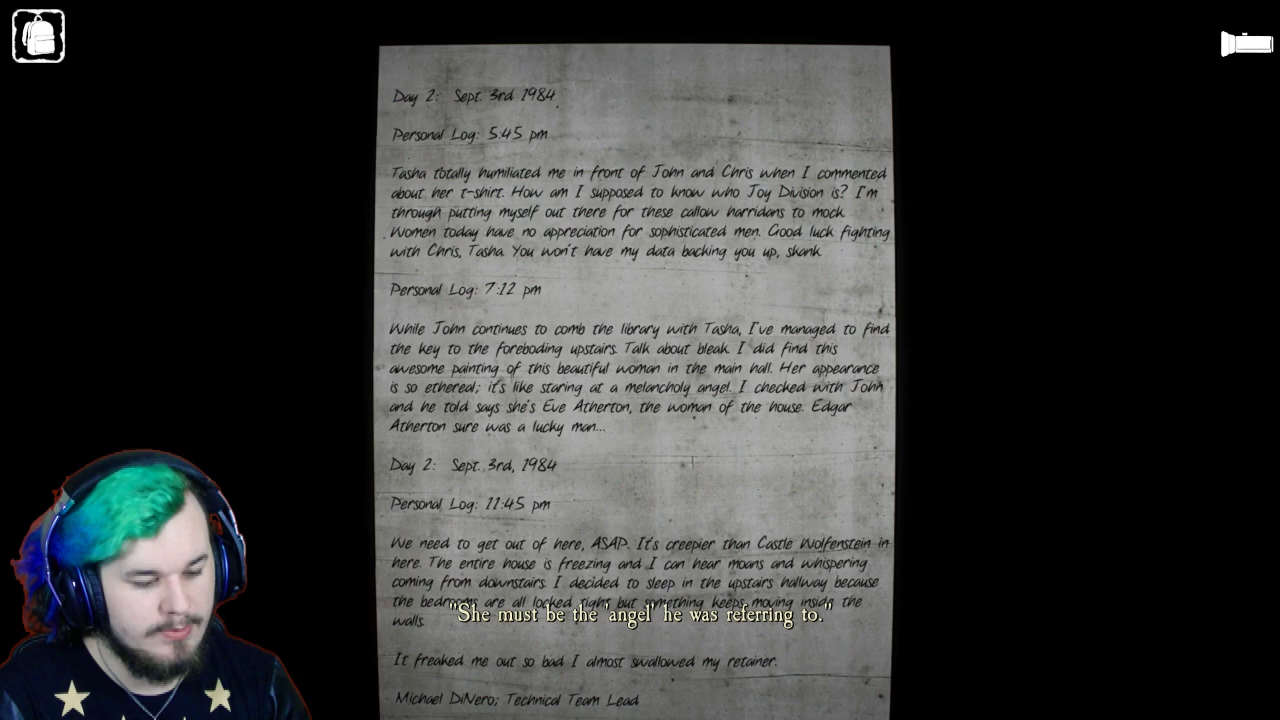 Day 2: Sept. 3rd 1984
Personal Log: 5:45 pm
Tasha totally humiliated me in front of John and Chris when I commented
about her t-shirt. How am I supposed to know who Joy Division is? I'm
through putting myself out there for these callow harridans to mock.
Women today have no appreciation for sophisticated men. Good luck fighting
with Chris, Tasha. You won't have my data backing you up, skank.
Personal Log: 7:12 pm
While John continues to comb the library with Tasha, I've managed to find
the key to the foreboding upstairs. Talk about bleak. I did find this
awesome painting of this beautiful woman in the main hall. Her appearance
is so ethereal; it's like staring at a melancholy angel. I checked with John
and he told says she's Eve Atherton, the woman of the house. Edgar
Atherton sure was a lucky man...
Day 2: Sept. 3rd, 1984
Personal Log: 11:45 pm
We need to get out of here, ASAP. It's creepier than Castle Wolfenstein in
here. The entire house is freezing and I can hear moans and whispering
coming from downstairs. I decided to sleep in the upstairs hallway because
the bedrooms are all locked tight but something keeps moving inside the
walls.
"She must be the 'angel' he was referring to."
It freaked me out so bad I almost swallowed my retainer.
Michael DiNero; Technical Team Lead